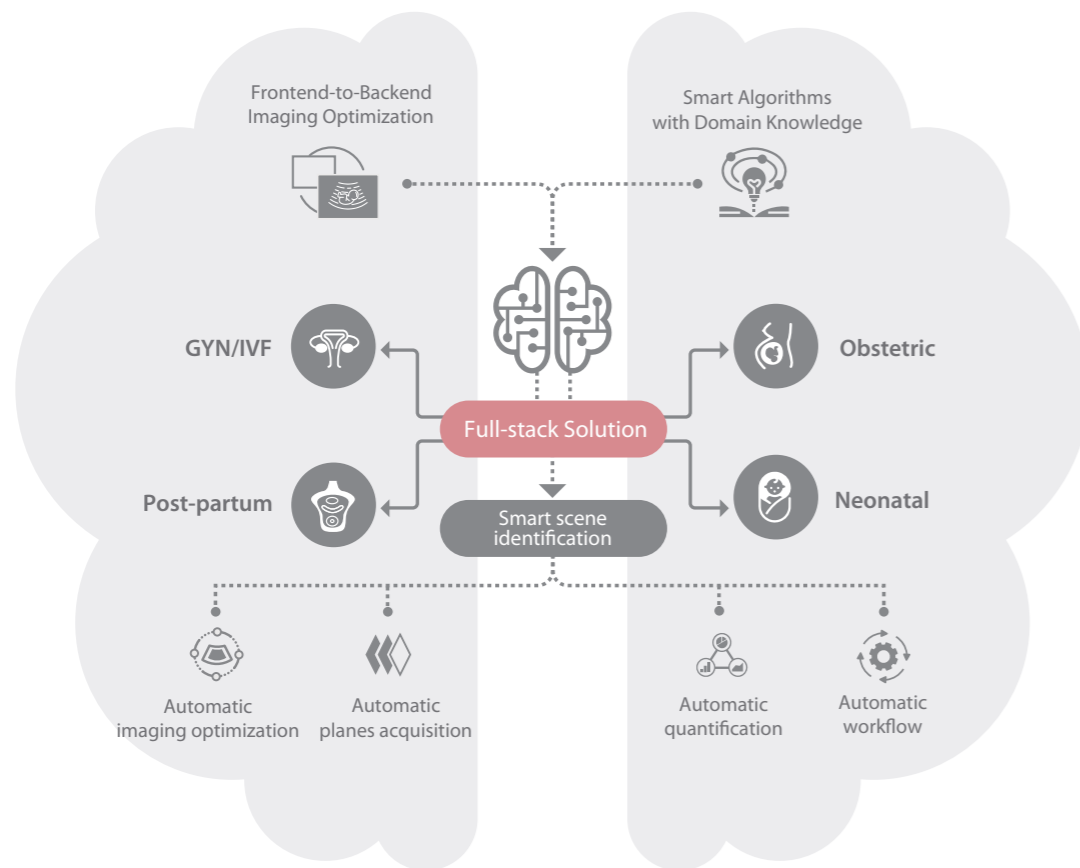 Frontend-to-Backend
Imaging Optimization
Smart Algorithms
with Domain Knowledge
GYN/IVF
Obstetric
Full-stack Solution
Post-partum
Neonatal
Smart scene
identification
Automatic
imaging optimization
Automatic
planes acquisition
Automatic
quantification
Automatic
workflow